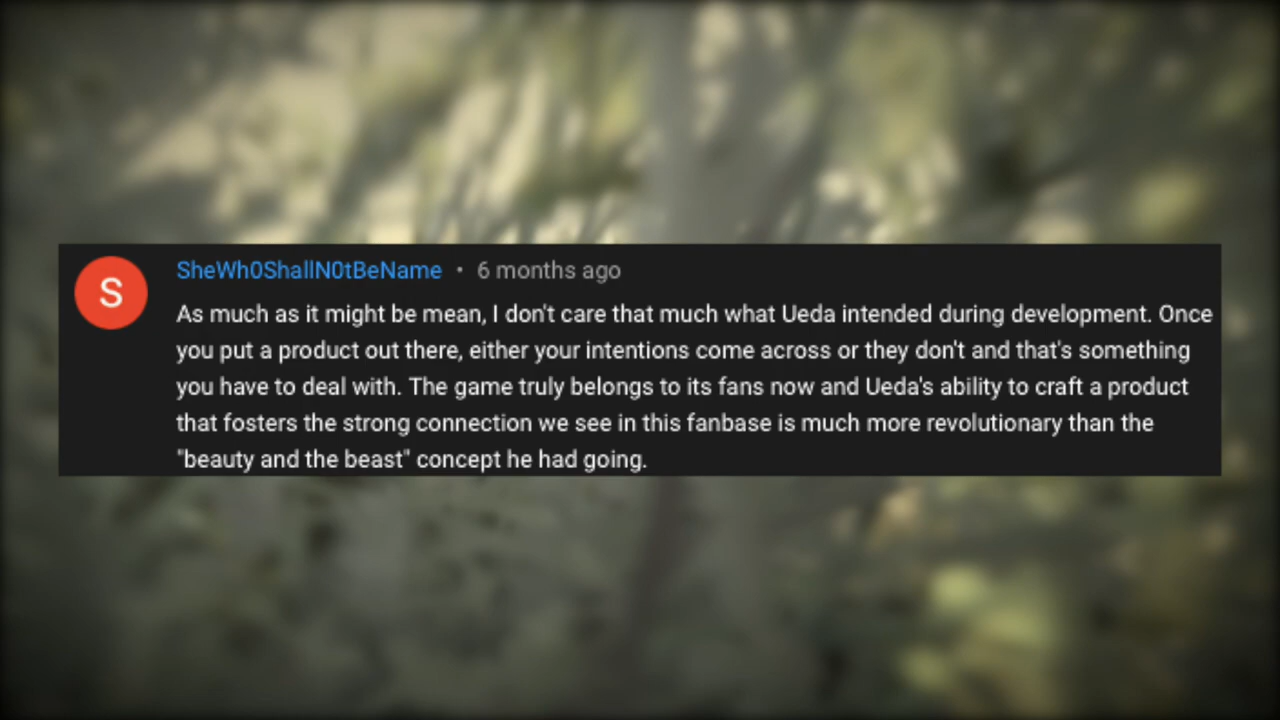 S
SheWh0ShallN0tBeName • 6 months ago
As much as it might be mean, I don't care that much what Ueda intended during development. Once
you put a product out there, either your intentions come across or they don't and that's something
you have to deal with. The game truly belongs to its fans now and Ueda's ability to craft a product
that fosters the strong connection we see in this fanbase is much more revolutionary than the
"beauty and the beast" concept he had going.